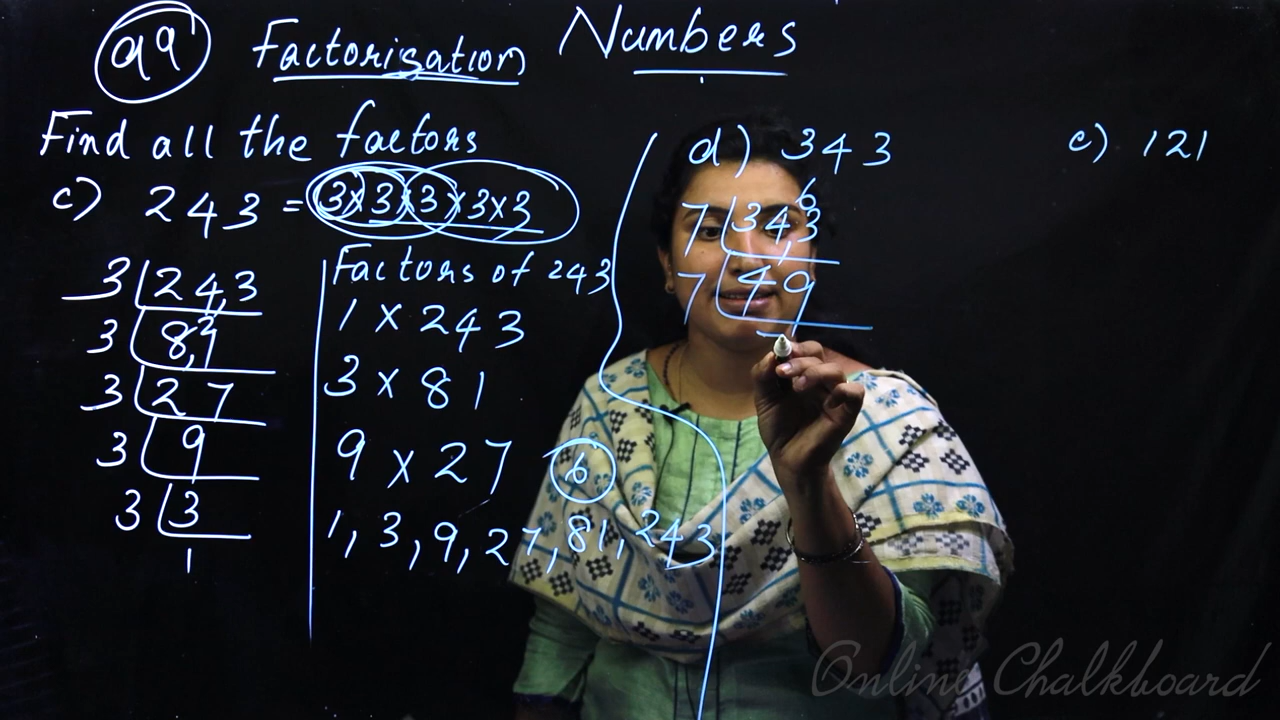 Q9 Factorisation Numbers
Find all the factors
c) 243 = 3×3×3×3×3
3 | 243
3 | 81
3 | 27
3 | 9
3 | 3
1
Factors of 243
1 × 243
3 × 81
9 × 27
6
1, 3, 9, 27, 81, 243
d) 343
7 | 343
7 | 49
e) 121
Online Chalkboard